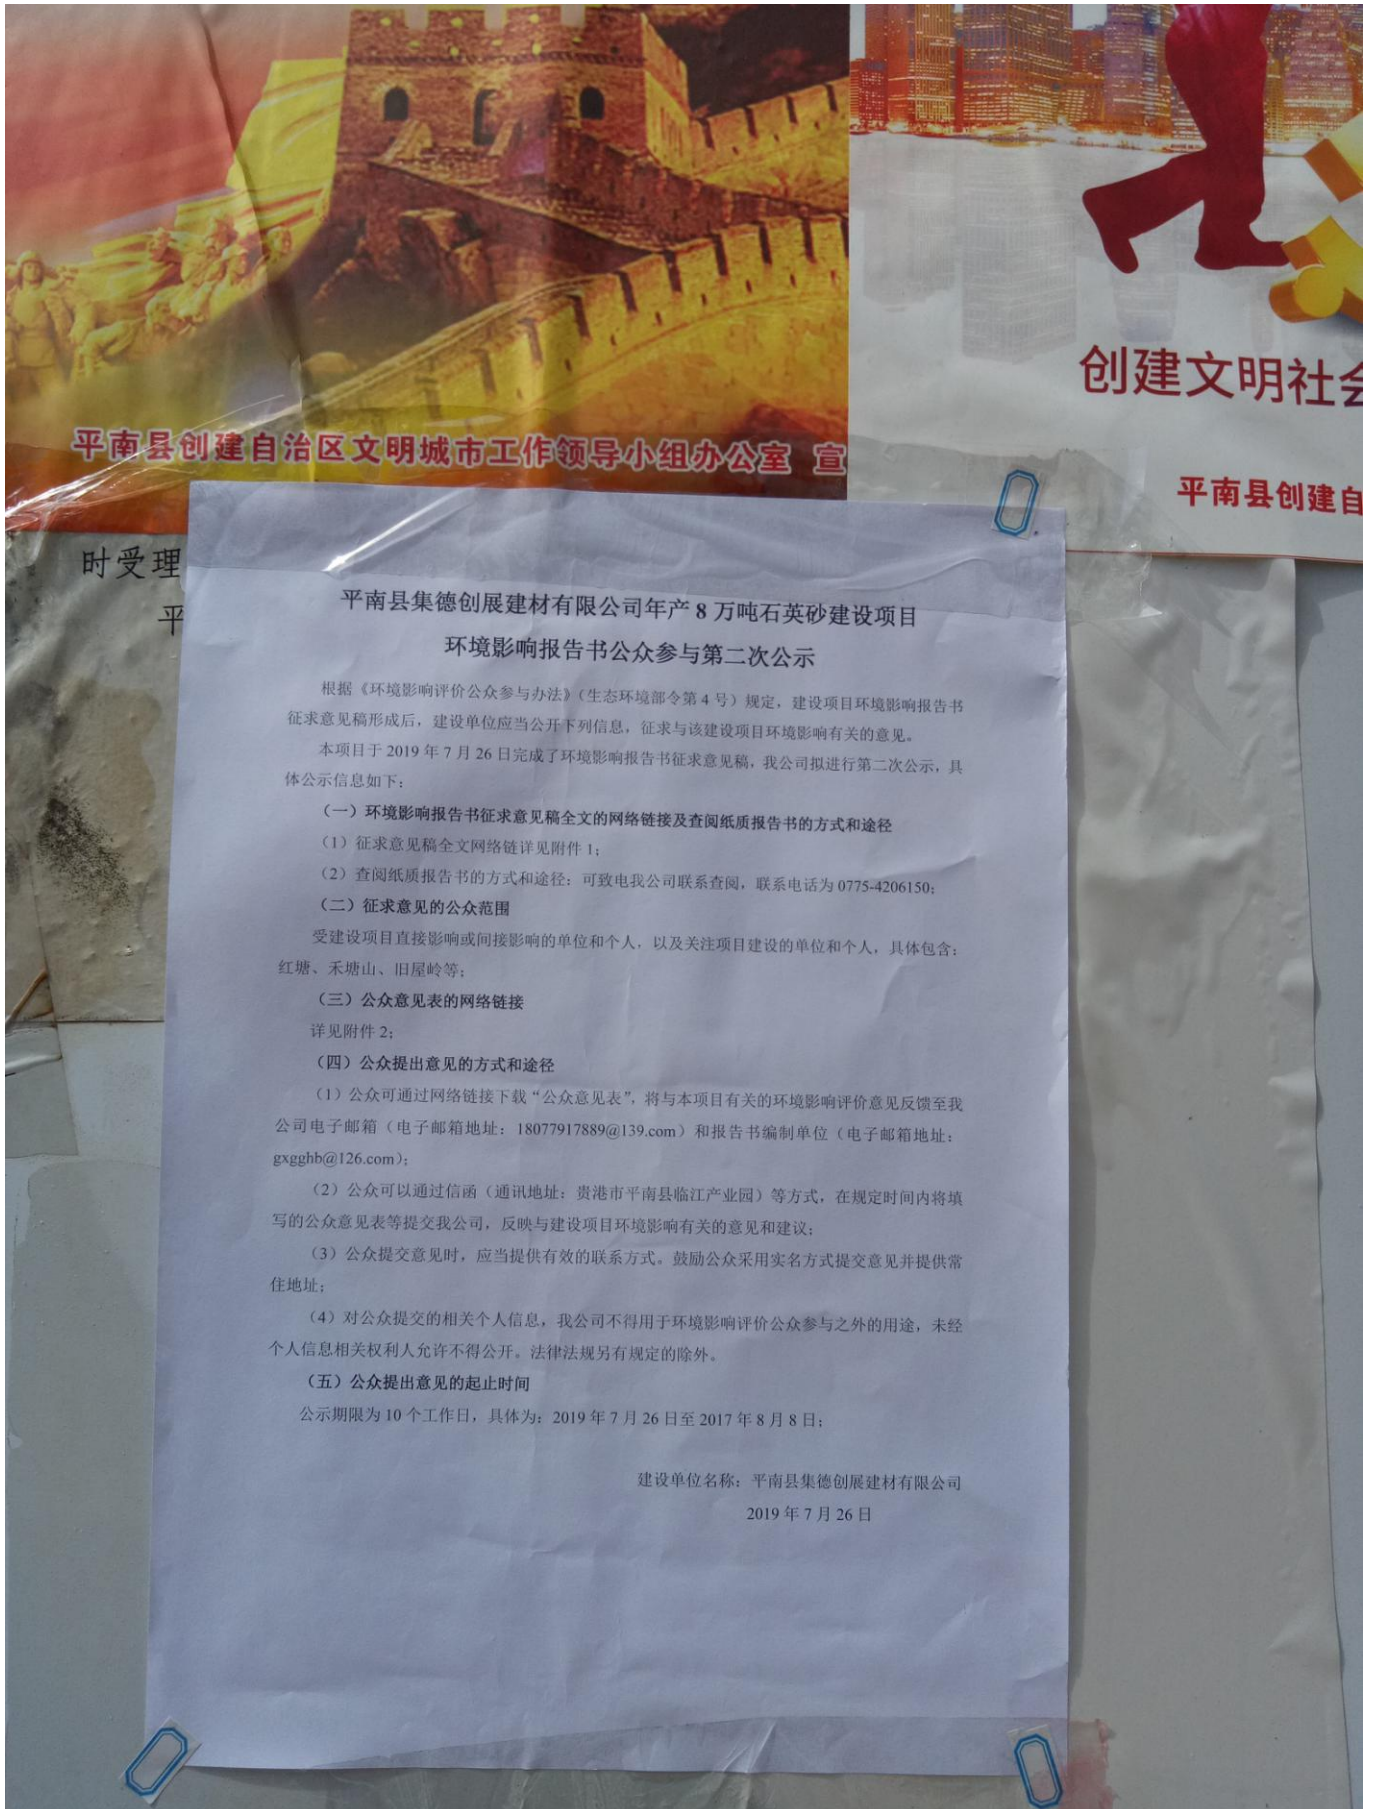 创建文明社会
平南县创建自治区文明城市工作领导小组办公室 宣
平南县创建自
时受理
平
平南县集德创展建材有限公司年产 8 万吨石英砂建设项目
环境影响报告书公众参与第二次公示
根据《环境影响评价公众参与办法》（生态环境部令第 4 号）规定，建设项目环境影响报告书
征求意见稿形成后，建设单位应当公开下列信息，征求与该建设项目环境影响有关的意见。
本项目于 2019 年 7 月 26 日完成了环境影响报告书征求意见稿，我公司拟进行第二次公示，具
体公示信息如下：
（一）环境影响报告书征求意见稿全文的网络链接及查阅纸质报告书的方式和途径
（1）征求意见稿全文网络链详见附件 1；
（2）查阅纸质报告书的方式和途径：可致电我公司联系查阅，联系电话为 0775-4206150；
（二）征求意见的公众范围
受建设项目直接影响或间接影响的单位和个人，以及关注项目建设的单位和个人，具体包含：
红塘、禾塘山、旧屋岭等；
（三）公众意见表的网络链接
详见附件 2；
（四）公众提出意见的方式和途径
（1）公众可通过网络链接下载“公众意见表”，将与本项目有关的环境影响评价意见反馈至我
公司电子邮箱（电子邮箱地址：18077917889@139.com）和报告书编制单位（电子邮箱地址：
gxgghb@126.com）；
（2）公众可以通过信函（通讯地址：贵港市平南县临江产业园）等方式，在规定时间内将填
写的公众意见表等提交我公司，反映与建设项目环境影响有关的意见和建议；
（3）公众提交意见时，应当提供有效的联系方式。鼓励公众采用实名方式提交意见并提供常
住地址；
（4）对公众提交的相关个人信息，我公司不得用于环境影响评价公众参与之外的用途，未经
个人信息相关权利人允许不得公开。法律法规另有规定的除外。
（五）公众提出意见的起止时间
公示期限为 10 个工作日，具体为：2019 年 7 月 26 日至 2017 年 8 月 8 日；
建设单位名称：平南县集德创展建材有限公司
2019 年 7 月 26 日